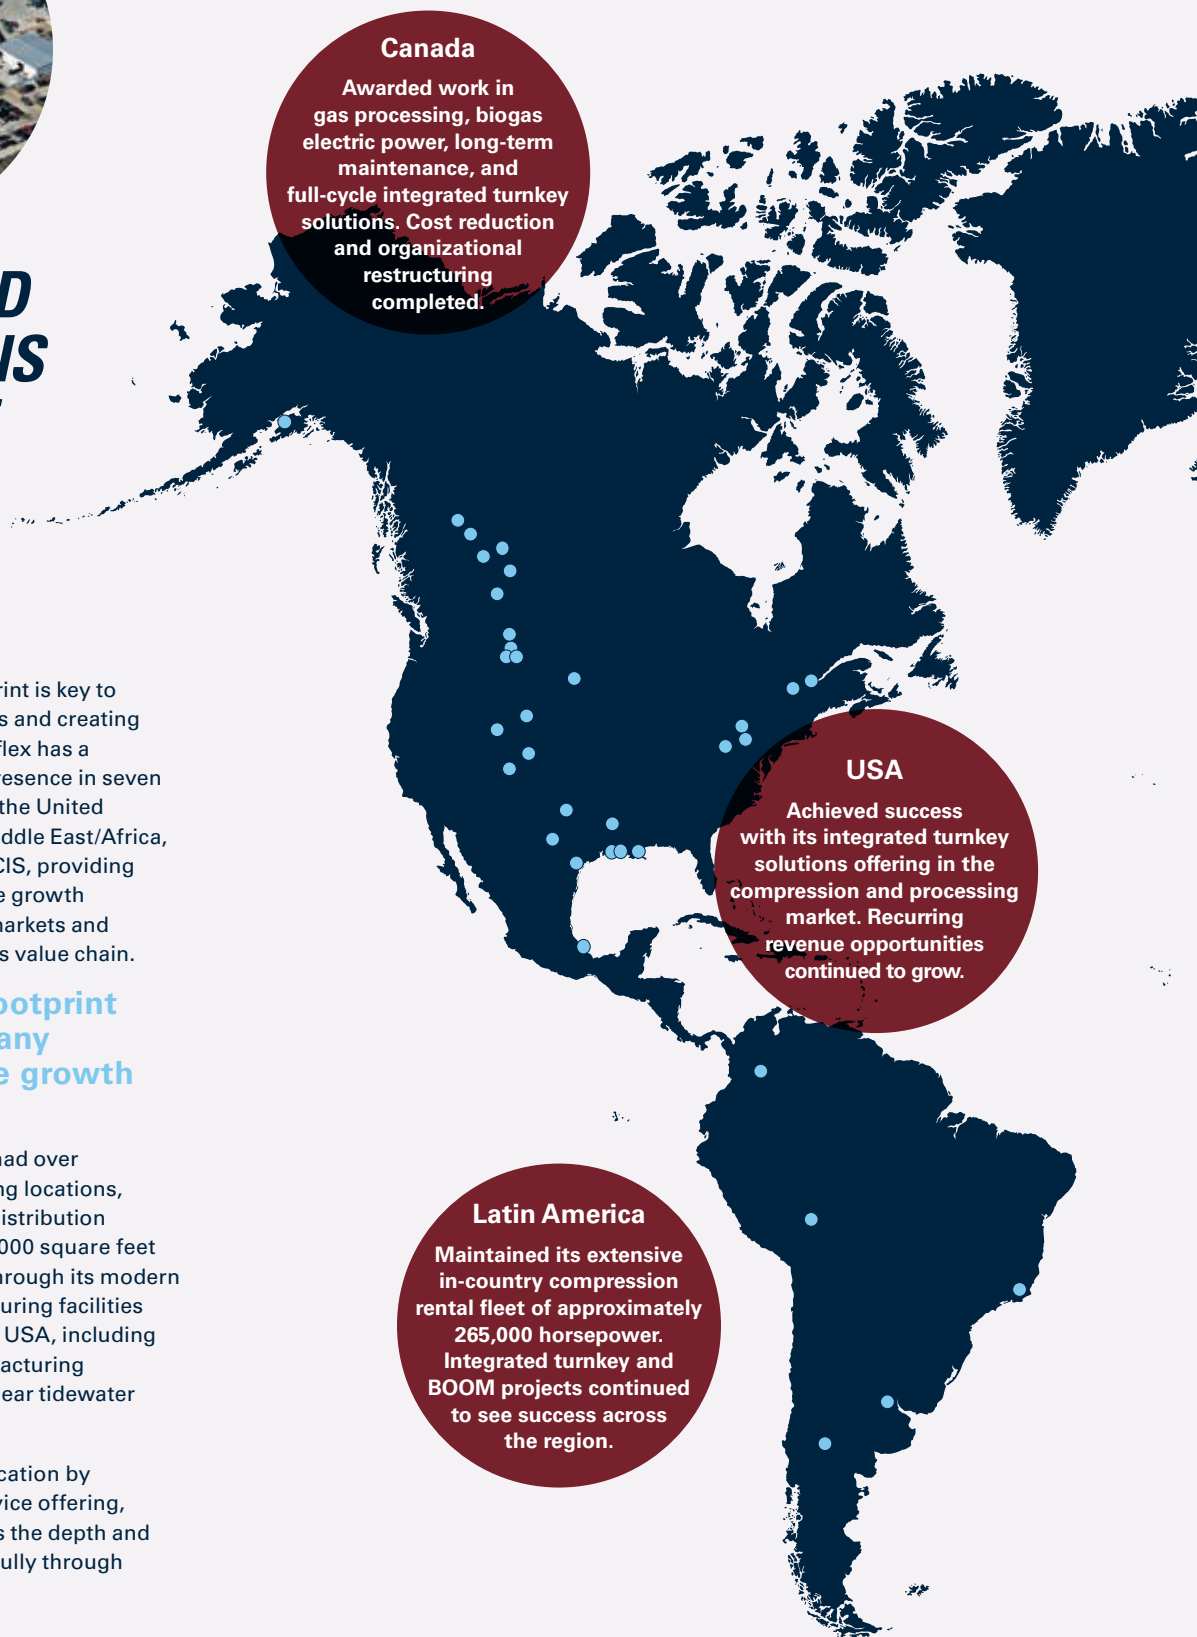 Canada
Awarded work in
gas processing, biogas
electric power, long-term
maintenance, and
full-cycle integrated turnkey
solutions. Cost reduction
and organizational
restructuring
completed.
D
NS
rint is key to
s and creating
flex has a
resence in seven
the United
ddle East/Africa,
CIS, providing
e growth
narkets and
s value chain.
ootprint
any
e growth
had over
ng locations,
distribution
000 square feet
hrough its modern
uring facilities
USA, including
facturing
ear tidewater
cation by
vice offering,
s the depth and
fully through
USA
Achieved success
with its integrated turnkey
solutions offering in the
compression and processing
market. Recurring
revenue opportunities
continued to grow.
Latin America
Maintained its extensive
in-country compression
rental fleet of approximately
265,000 horsepower.
Integrated turnkey and
BOOM projects continued
to see success across
the region.